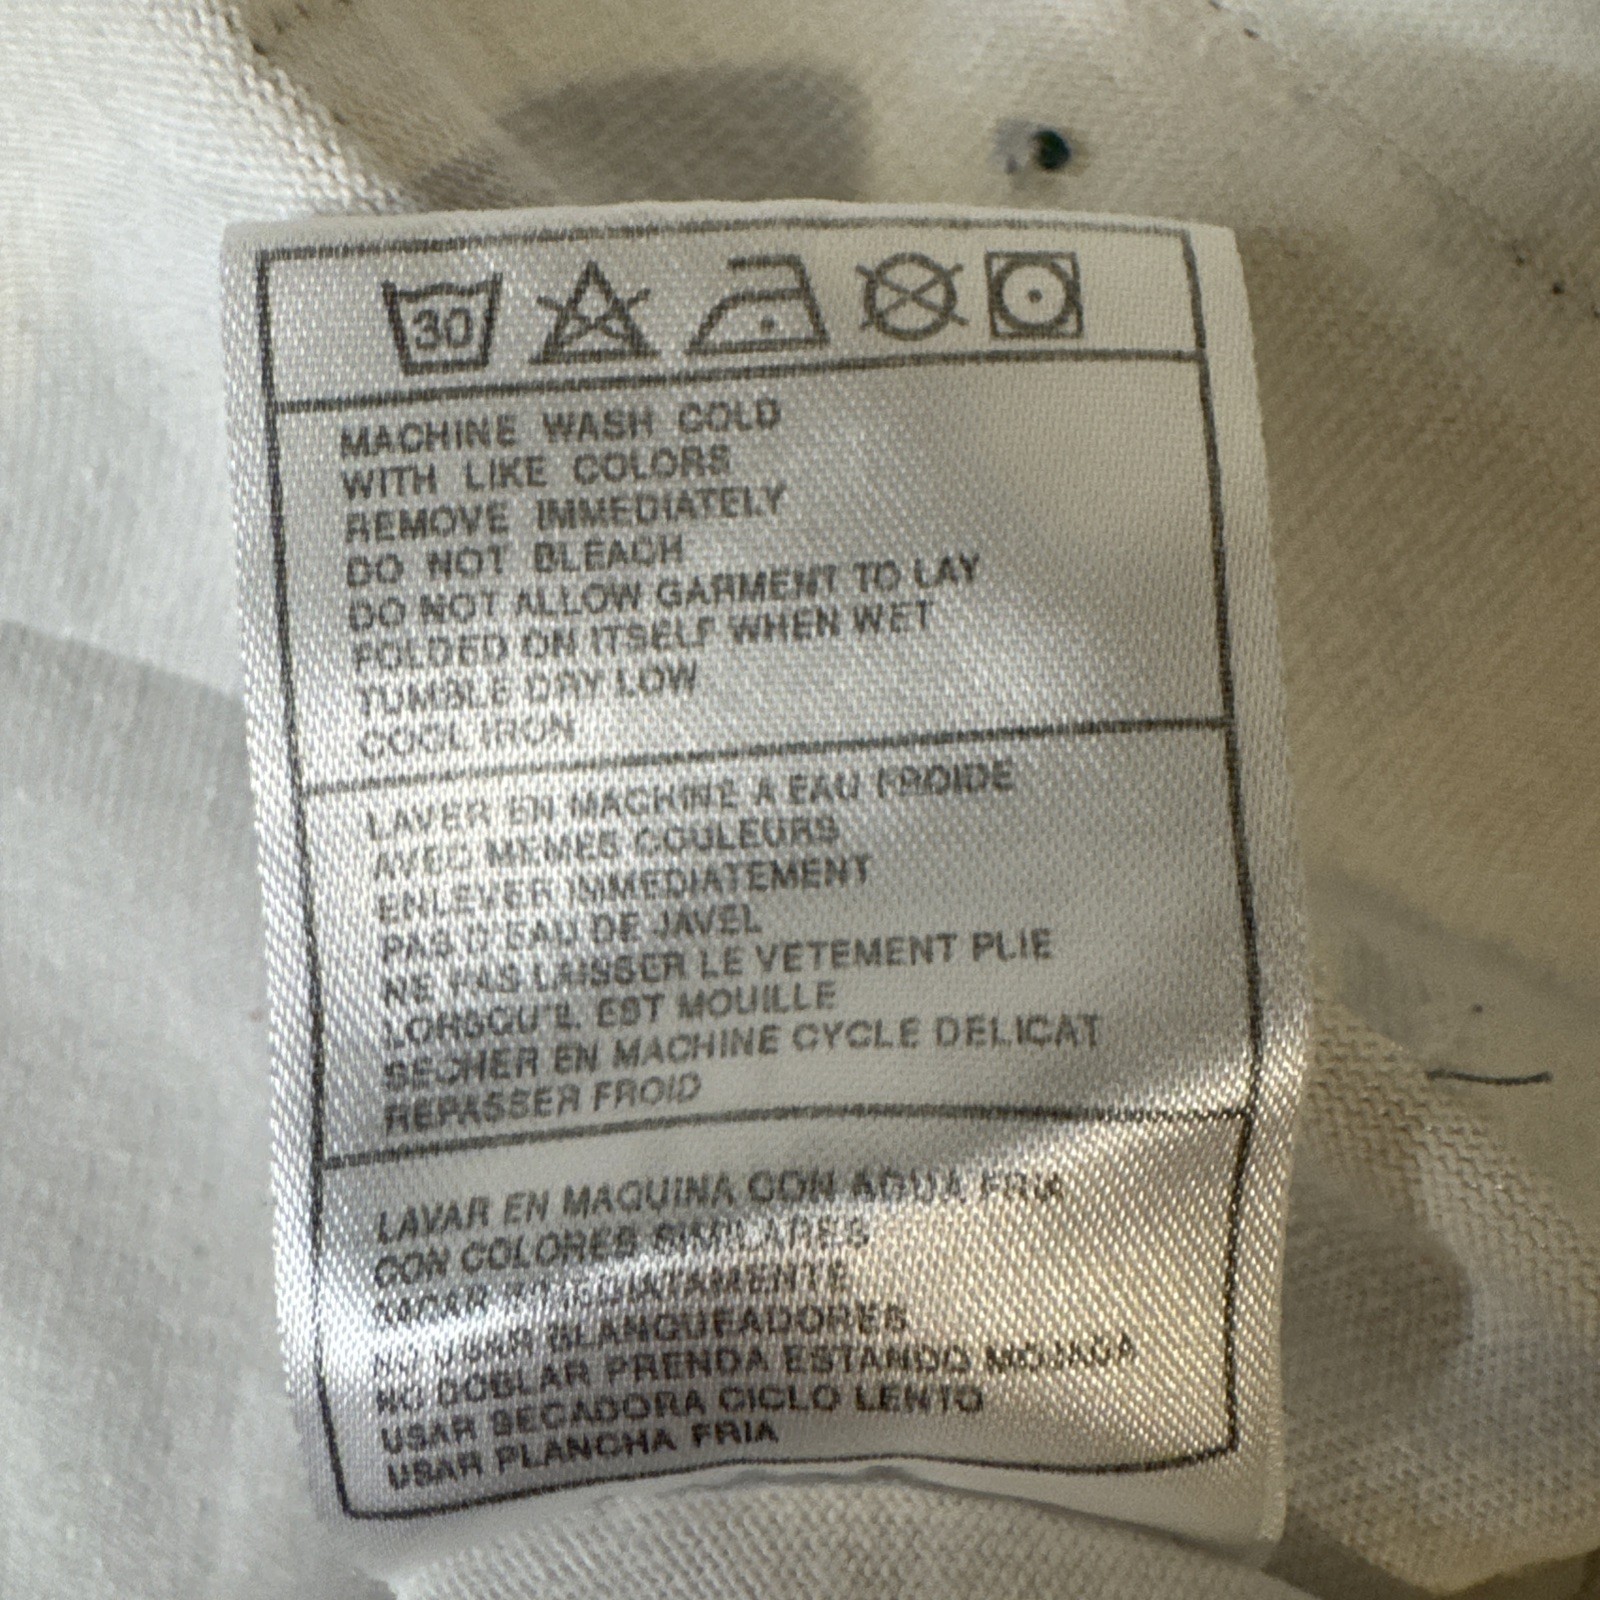 30
MACHINE WASH COLD
WITH LIKE COLORS
REMOVE IMMEDIATELY
DO NOT BLEACH
DO NOT ALLOW GARMENT TO LAY
FOLDED ON ITSELF WHEN WET
TUMBLE DRY LOW
COOL IRON
LAVER EN MACHINE A EAU FROIDE
AVEC MEMES COULEURS
ENLEVER IMMEDIATEMENT
PAS D'EAU DE JAVEL
NE PAS LAISSER LE VETEMENT PLIE
LORSQU'IL EST MOUILLE
SECHER EN MACHINE CYCLE DELICAT
REPASSER FROID
LAVAR EN MAQUINA CON AGUA FRIA
CON COLORES SIMILARES
SACAR INMEDIATAMENTE
NO USAR BLANQUEADORES
NO DOBLAR PRENDA ESTANDO MOJADA
USAR SECADORA CICLO LENTO
USAR PLANCHA FRIA